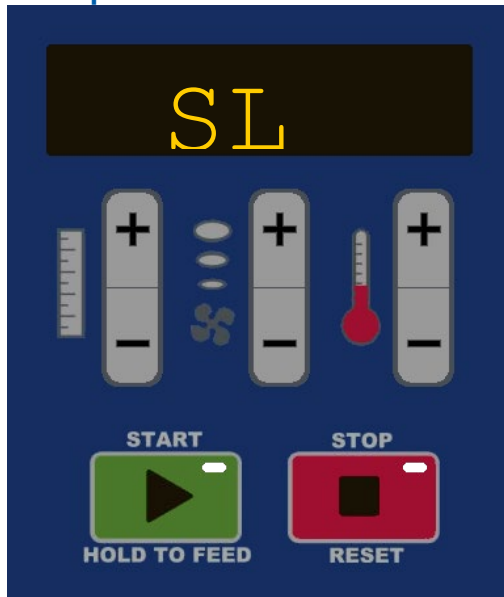 SL
+ + +
- - -
START STOP
HOLD TO FEED RESET